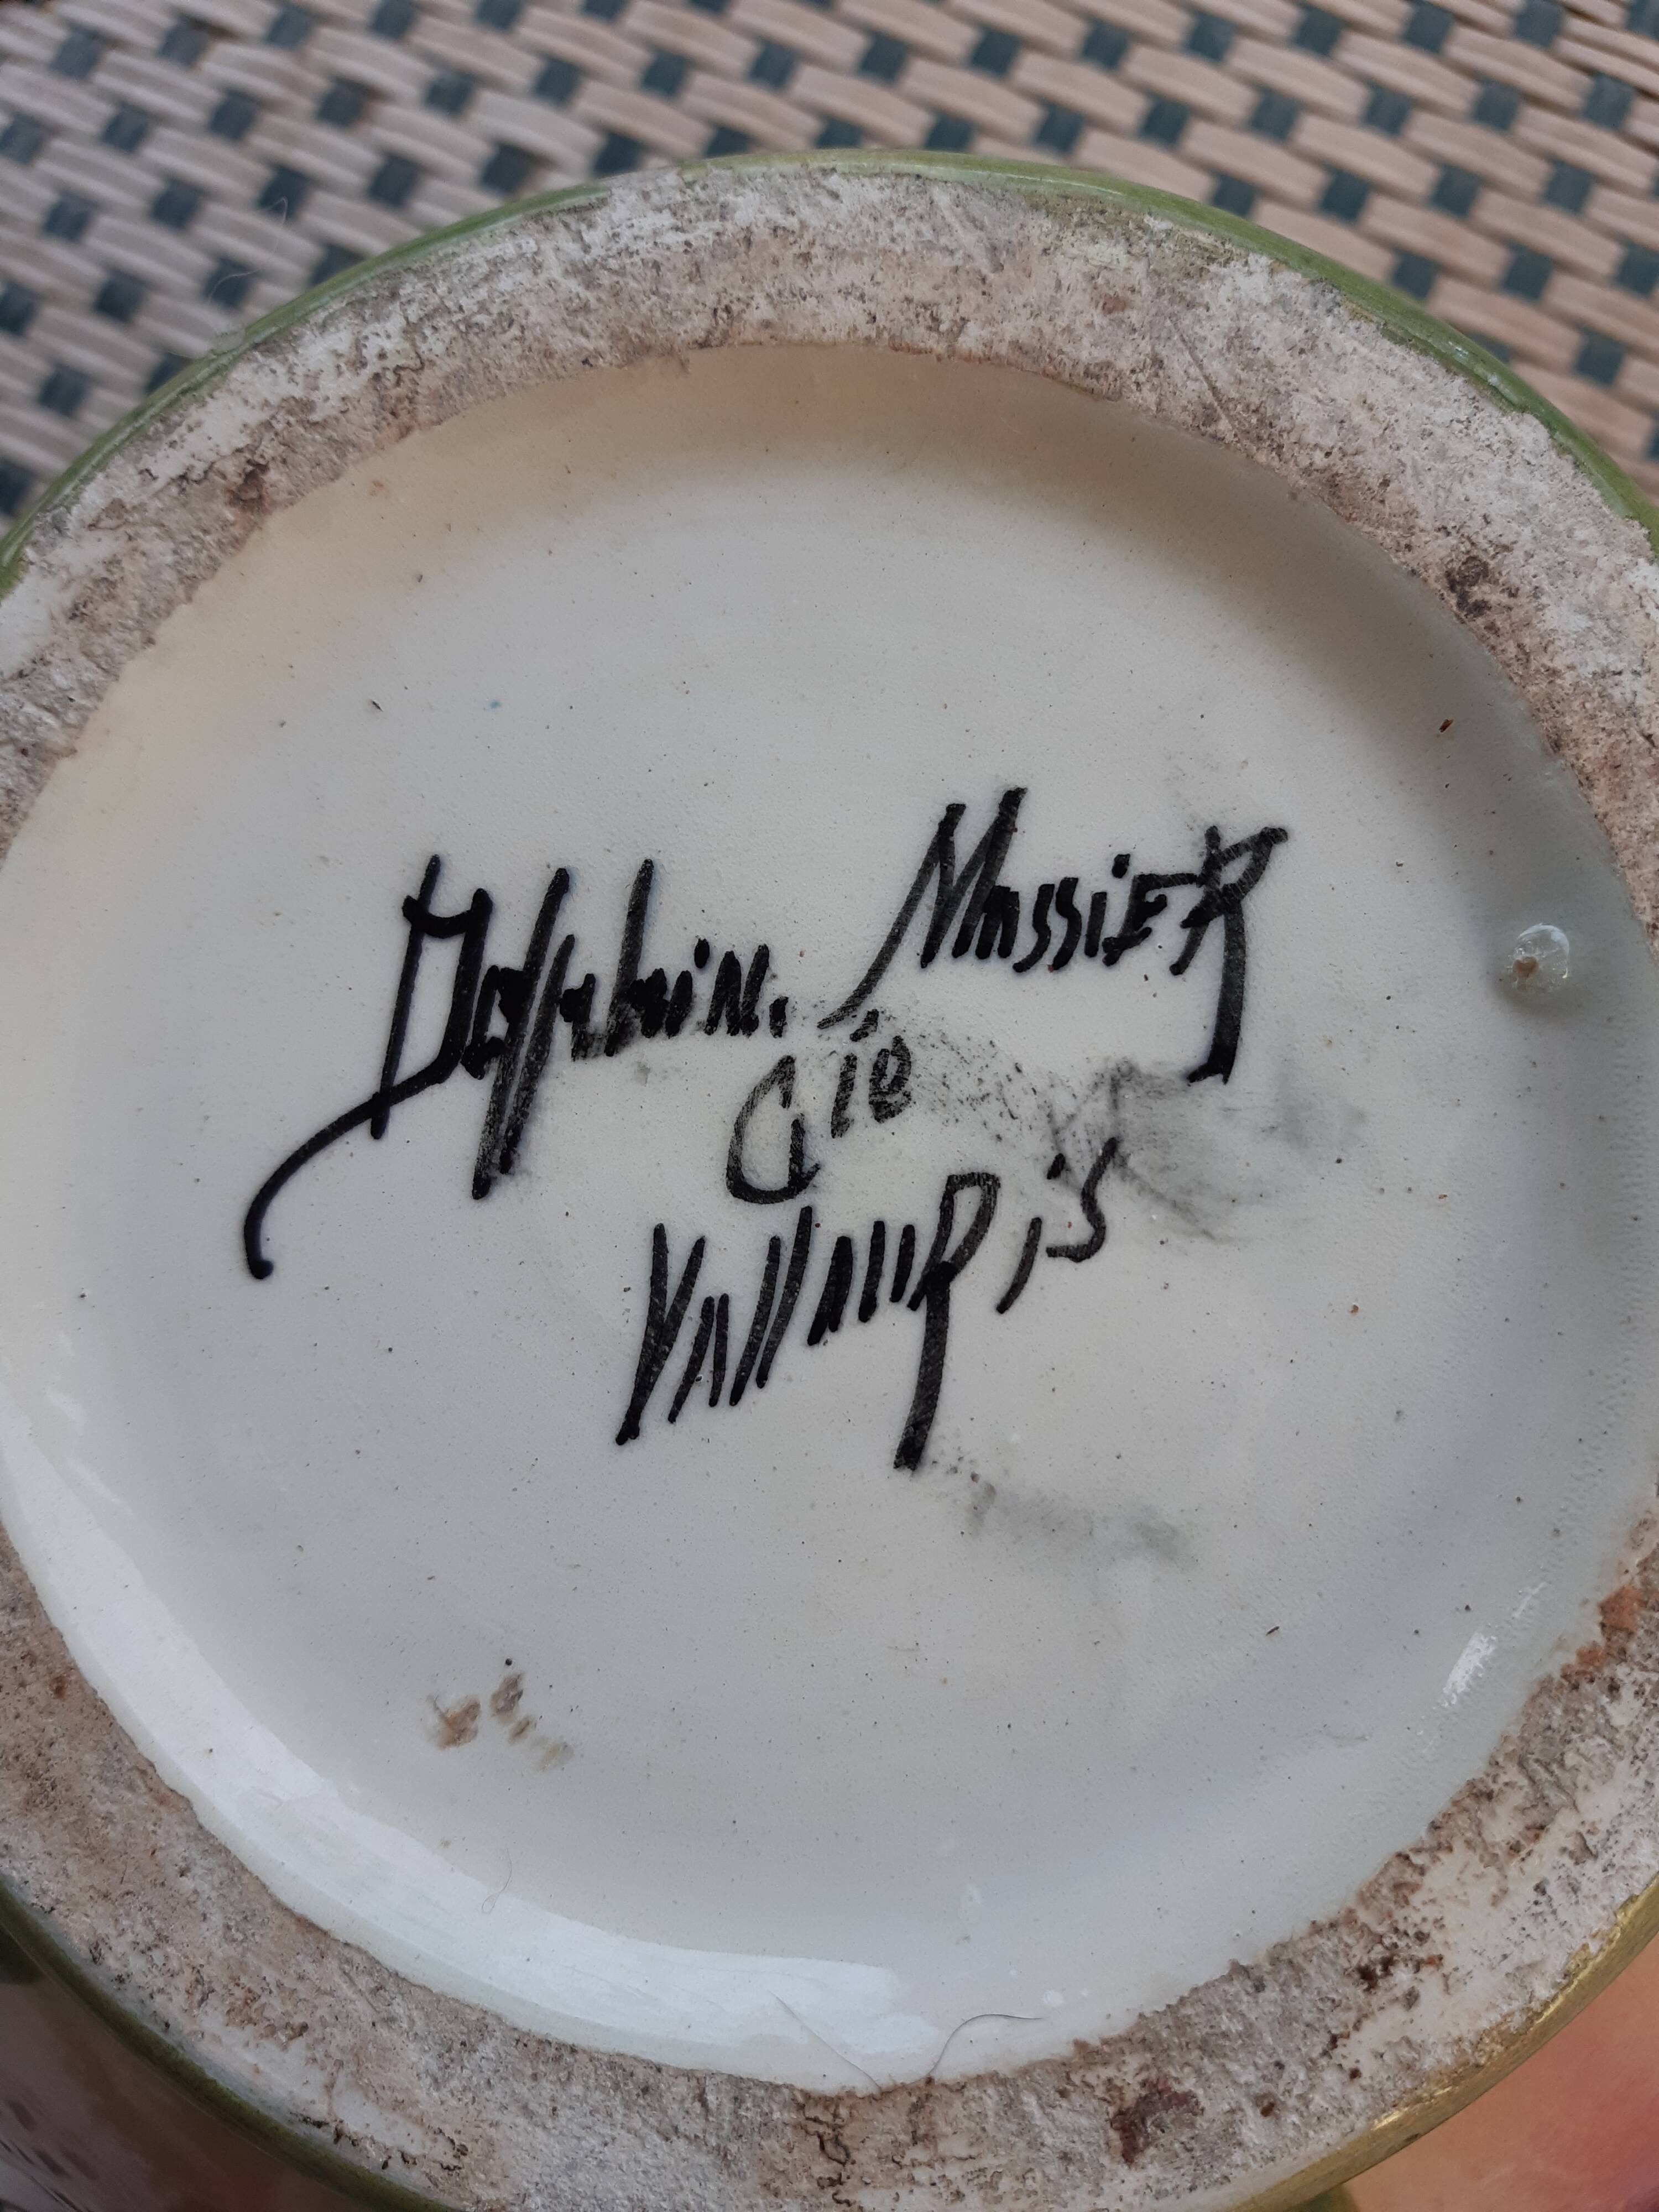 Delphin. MassiER
Cie
VAllAuRis